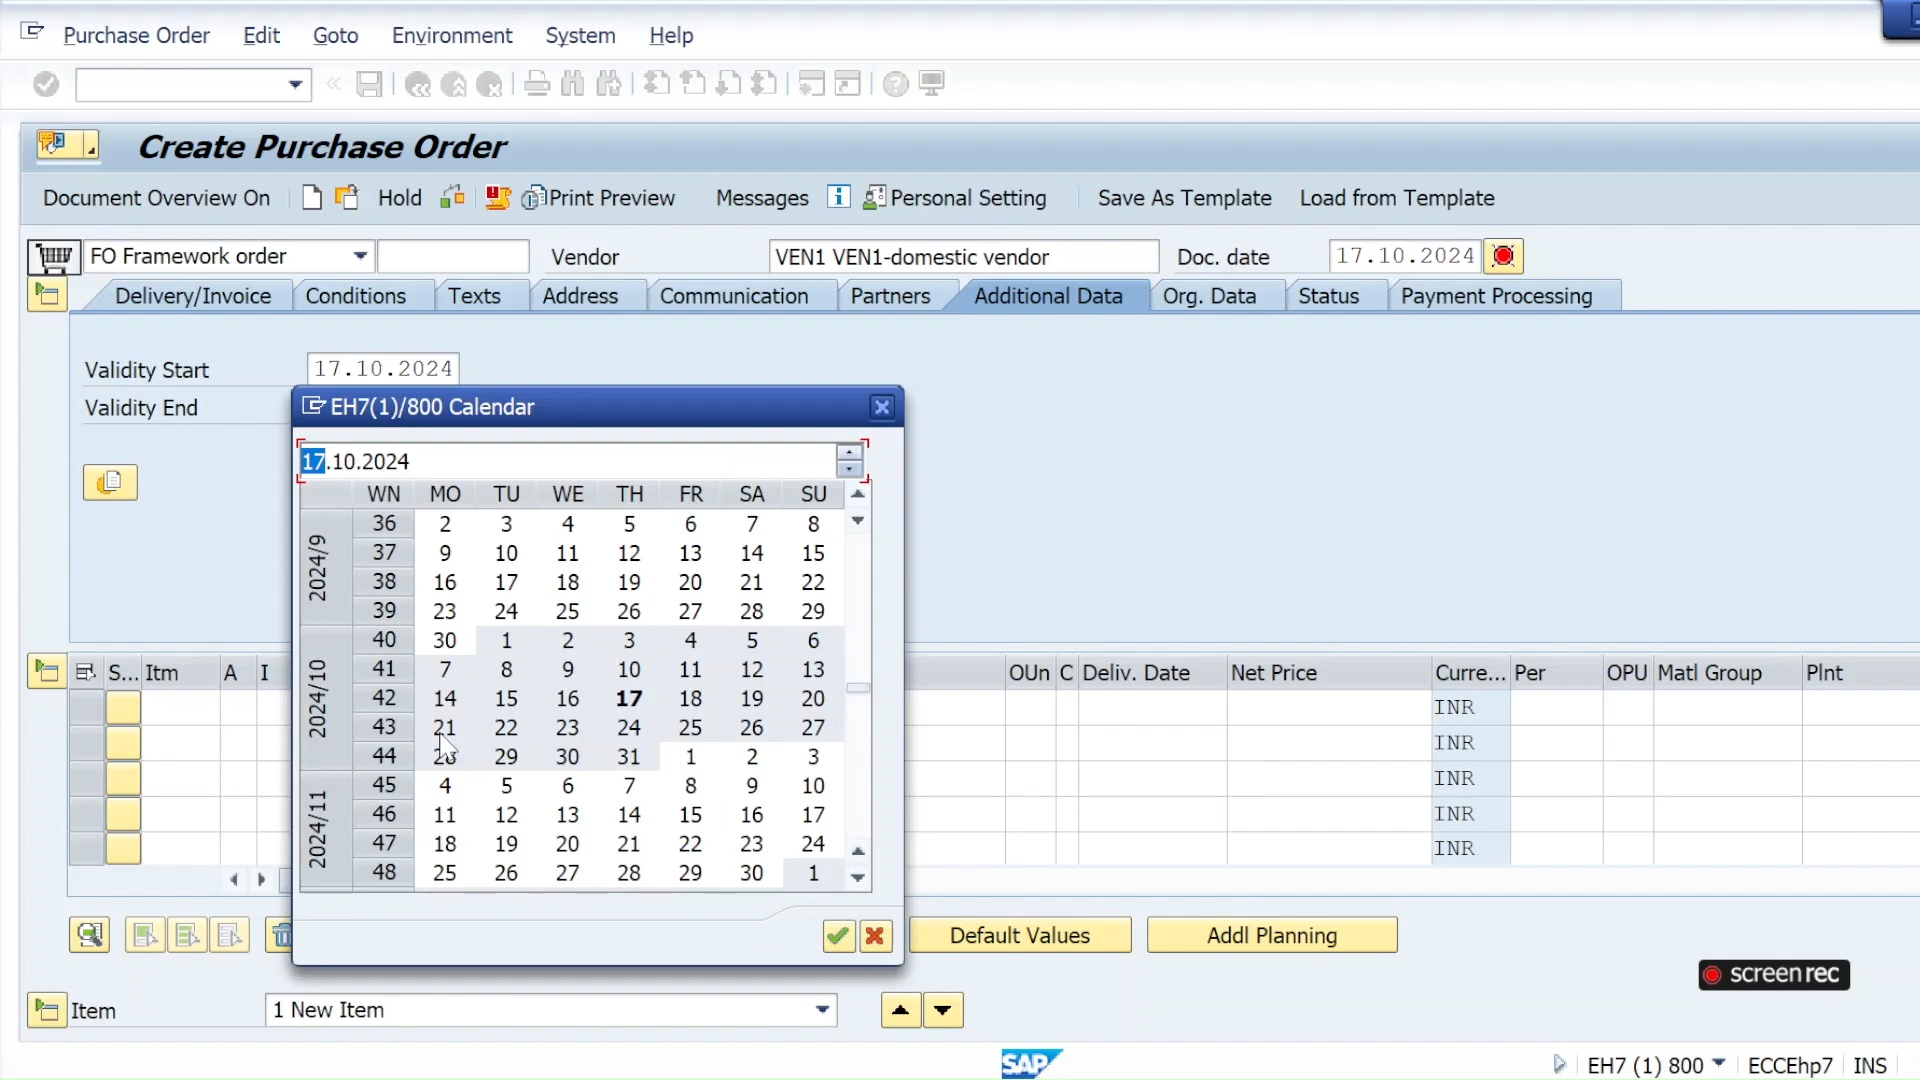 Purchase Order Edit Goto Environment System Help
Create Purchase Order
Document Overview On Hold Print Preview Messages Personal Setting Save As Template Load from Template
FO Framework order Vendor VEN1 VEN1-domestic vendor Doc. date 17.10.2024
Delivery/Invoice Conditions Texts Address Communication Partners Additional Data Org. Data Status Payment Processing
Validity Start 17.10.2024
Validity End
EH7(1)/800 Calendar
17.10.2024
WN MO TU WE TH FR SA SU
2024/9
36 2 3 4 5 6 7 8
37 9 10 11 12 13 14 15
38 16 17 18 19 20 21 22
39 23 24 25 26 27 28 29
2024/10
40 30 1 2 3 4 5 6
41 7 8 9 10 11 12 13
42 14 15 16 17 18 19 20
43 21 22 23 24 25 26 27
44 28 29 30 31 1 2 3
2024/11
45 4 5 6 7 8 9 10
46 11 12 13 14 15 16 17
47 18 19 20 21 22 23 24
48 25 26 27 28 29 30 1
S... Itm A I OUn C Deliv. Date Net Price Curre... Per OPU Matl Group Plnt
INR
INR
INR
INR
INR
Default Values Addl Planning
screenrec
Item 1 New Item
SAP EH7 (1) 800 ECCEhp7 INS